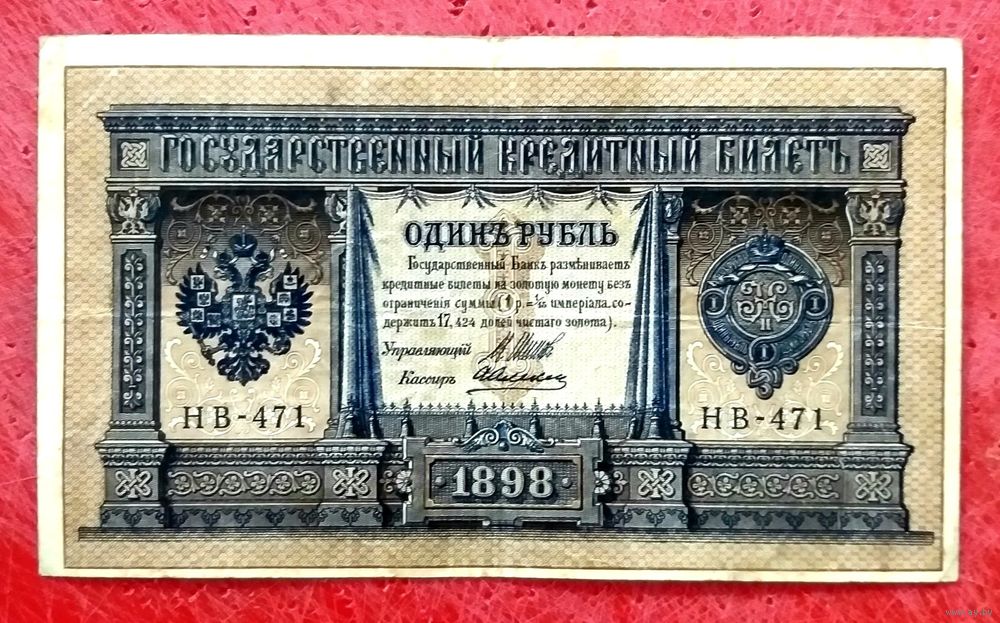 ГОСУДАРСТВЕННЫЙ КРЕДИТНЫЙ БИЛЕТЪ
ОДИНЪ РУБЛЬ
Государственный Банкъ размѣниваетъ
кредитные билеты на золотую монету безъ
ограниченія суммы (1 р. = 1/15 имперіала, со-
держитъ 17,424 долей чистаго золота).
Управляющій
Кассиръ
НВ-471
НВ-471
1898